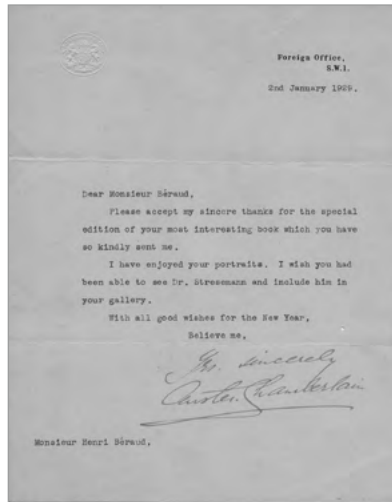 Foreign Office,
S.W.1.
2nd January 1929.
Dear Monsieur Béraud,
Please accept my sincere thanks for the special
edition of your most interesting book which you have
so kindly sent me.
I have enjoyed your portraits. I wish you had
been able to see Dr. Stresemann and include him in
your gallery.
With all good wishes for the New Year,
Believe me,
Yrs. sincerely
Austen Chamberlain
Monsieur Henri Béraud,